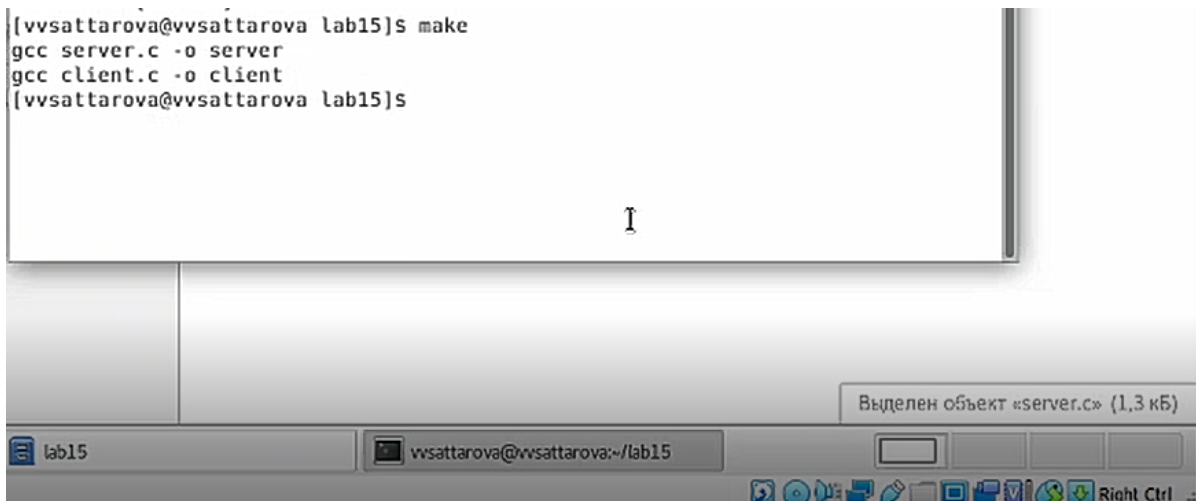 [vvsattarova@vvsattarova lab15]$ make
gcc server.c -o server
gcc client.c -o client
[vvsattarova@vvsattarova lab15]$
Выделен объект «server.c» (1,3 кБ)
lab15
vvsattarova@vvsattarova:~/lab15
Right Ctrl